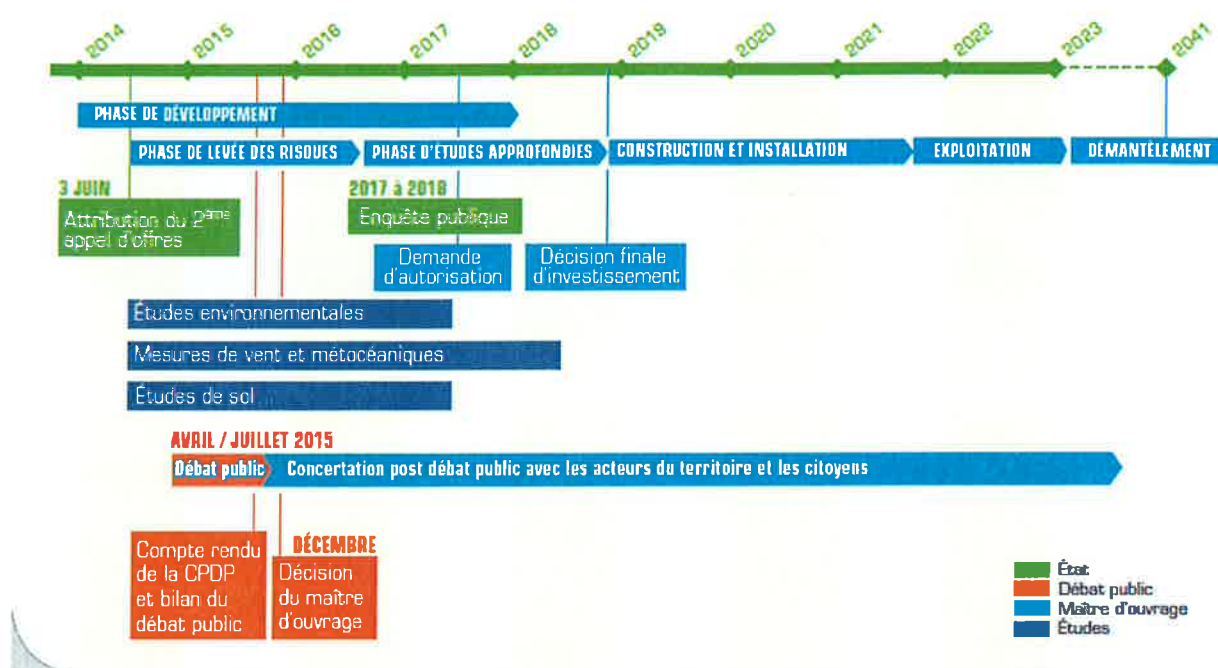 2014
2015
2016
2017
2018
2019
2020
2021
2022
2023
2041
PHASE DE DÉVELOPPEMENT
PHASE DE LEVÉE DES RISQUES
PHASE D'ÉTUDES APPROFONDIES
CONSTRUCTION ET INSTALLATION
EXPLOITATION
DÉMANTÈLEMENT
3 JUIN
Attribution du 2ème
appel d'offres
2017 à 2018
Enquête publique
Demande
d'autorisation
Décision finale
d'investissement
Études environnementales
Mesures de vent et métocéaniques
Études de sol
AVRIL / JUILLET 2015
Débat public
Concertation post débat public avec les acteurs du territoire et les citoyens
Compte rendu
de la CPDP
et bilan du
débat public
DÉCEMBRE
Décision
du maître
d'ouvrage
État
Débat public
Maître d'ouvrage
Études